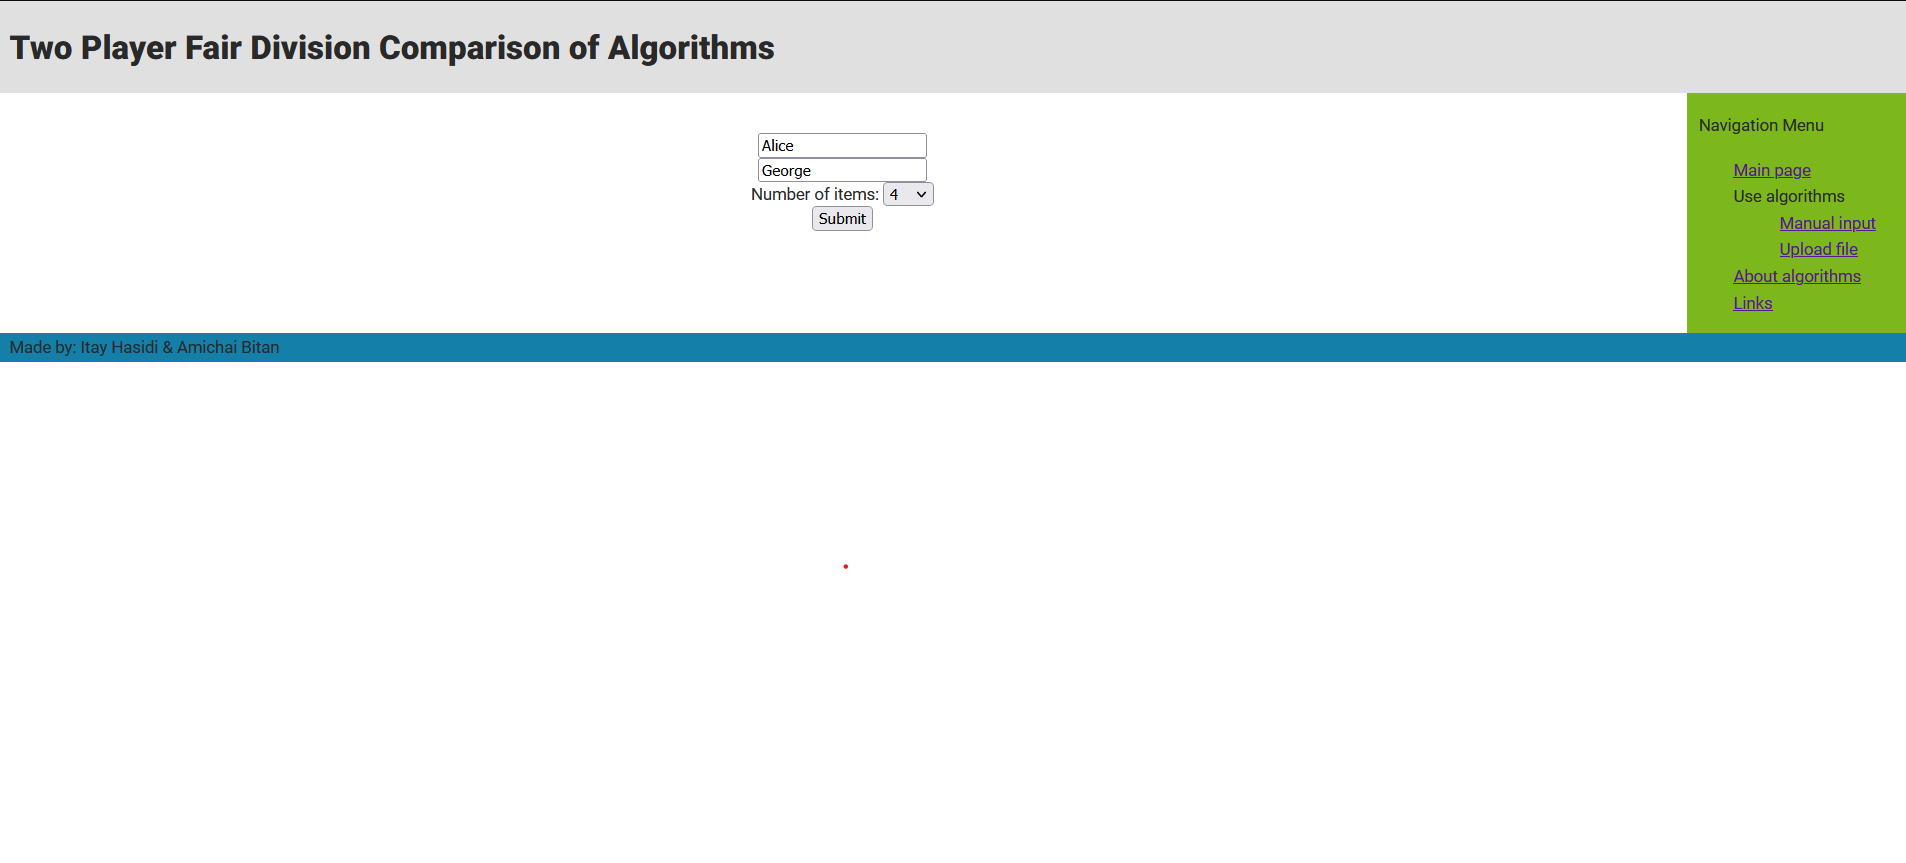 Two Player Fair Division Comparison of Algorithms
Alice
George
Number of items: 4
Submit
Navigation Menu
Main page
Use algorithms
Manual input
Upload file
About algorithms
Links
Made by: Itay Hasidi & Amichai Bitan